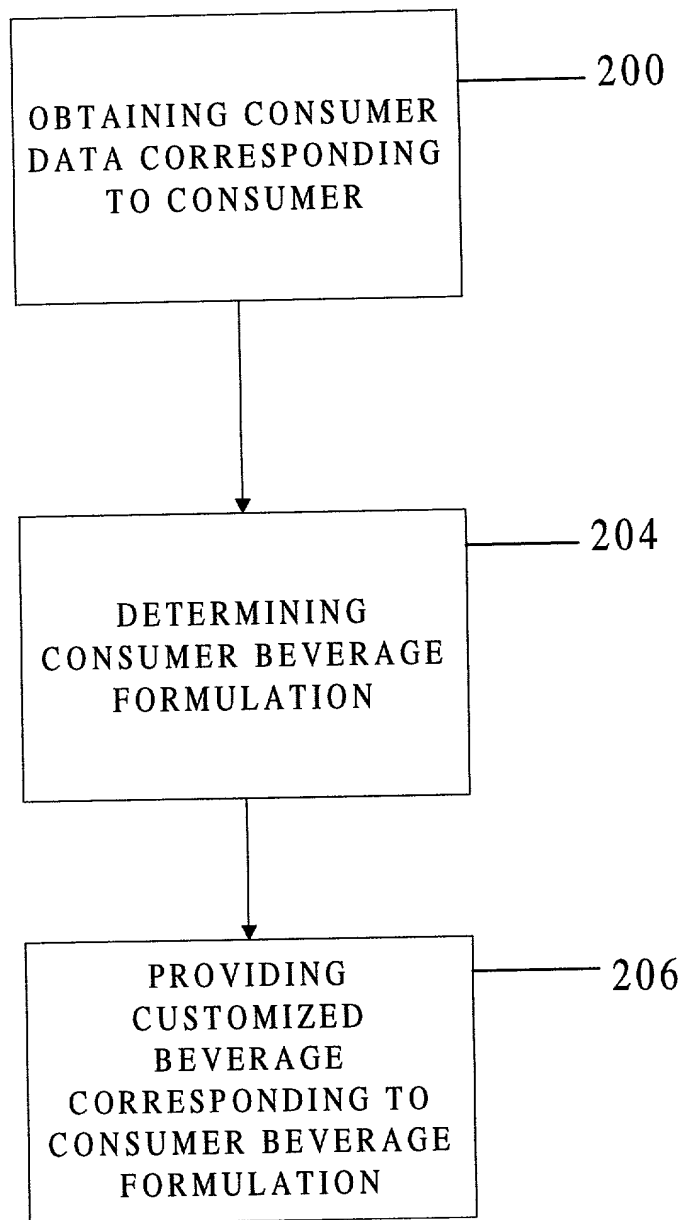 OBTAINING CONSUMER
DATA CORRESPONDING
TO CONSUMER
200
DETERMINING
CONSUMER BEVERAGE
FORMULATION
204
PROVIDING
CUSTOMIZED
BEVERAGE
CORRESPONDING TO
CONSUMER BEVERAGE
FORMULATION
206